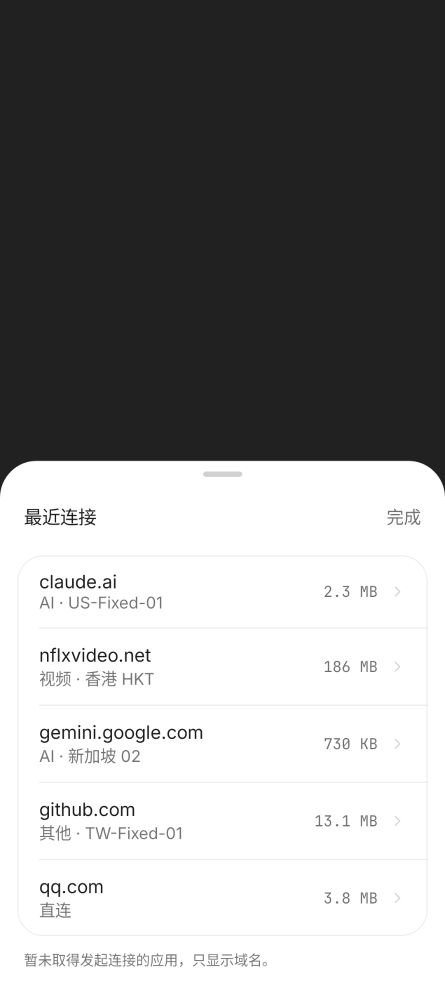 最近连接
完成
claude.ai
AI · US-Fixed-01
2.3 MB
nflxvideo.net
视频 · 香港 HKT
186 MB
gemini.google.com
AI · 新加坡 02
730 KB
github.com
其他 · TW-Fixed-01
13.1 MB
qq.com
直连
3.8 MB
暂未取得发起连接的应用，只显示域名。